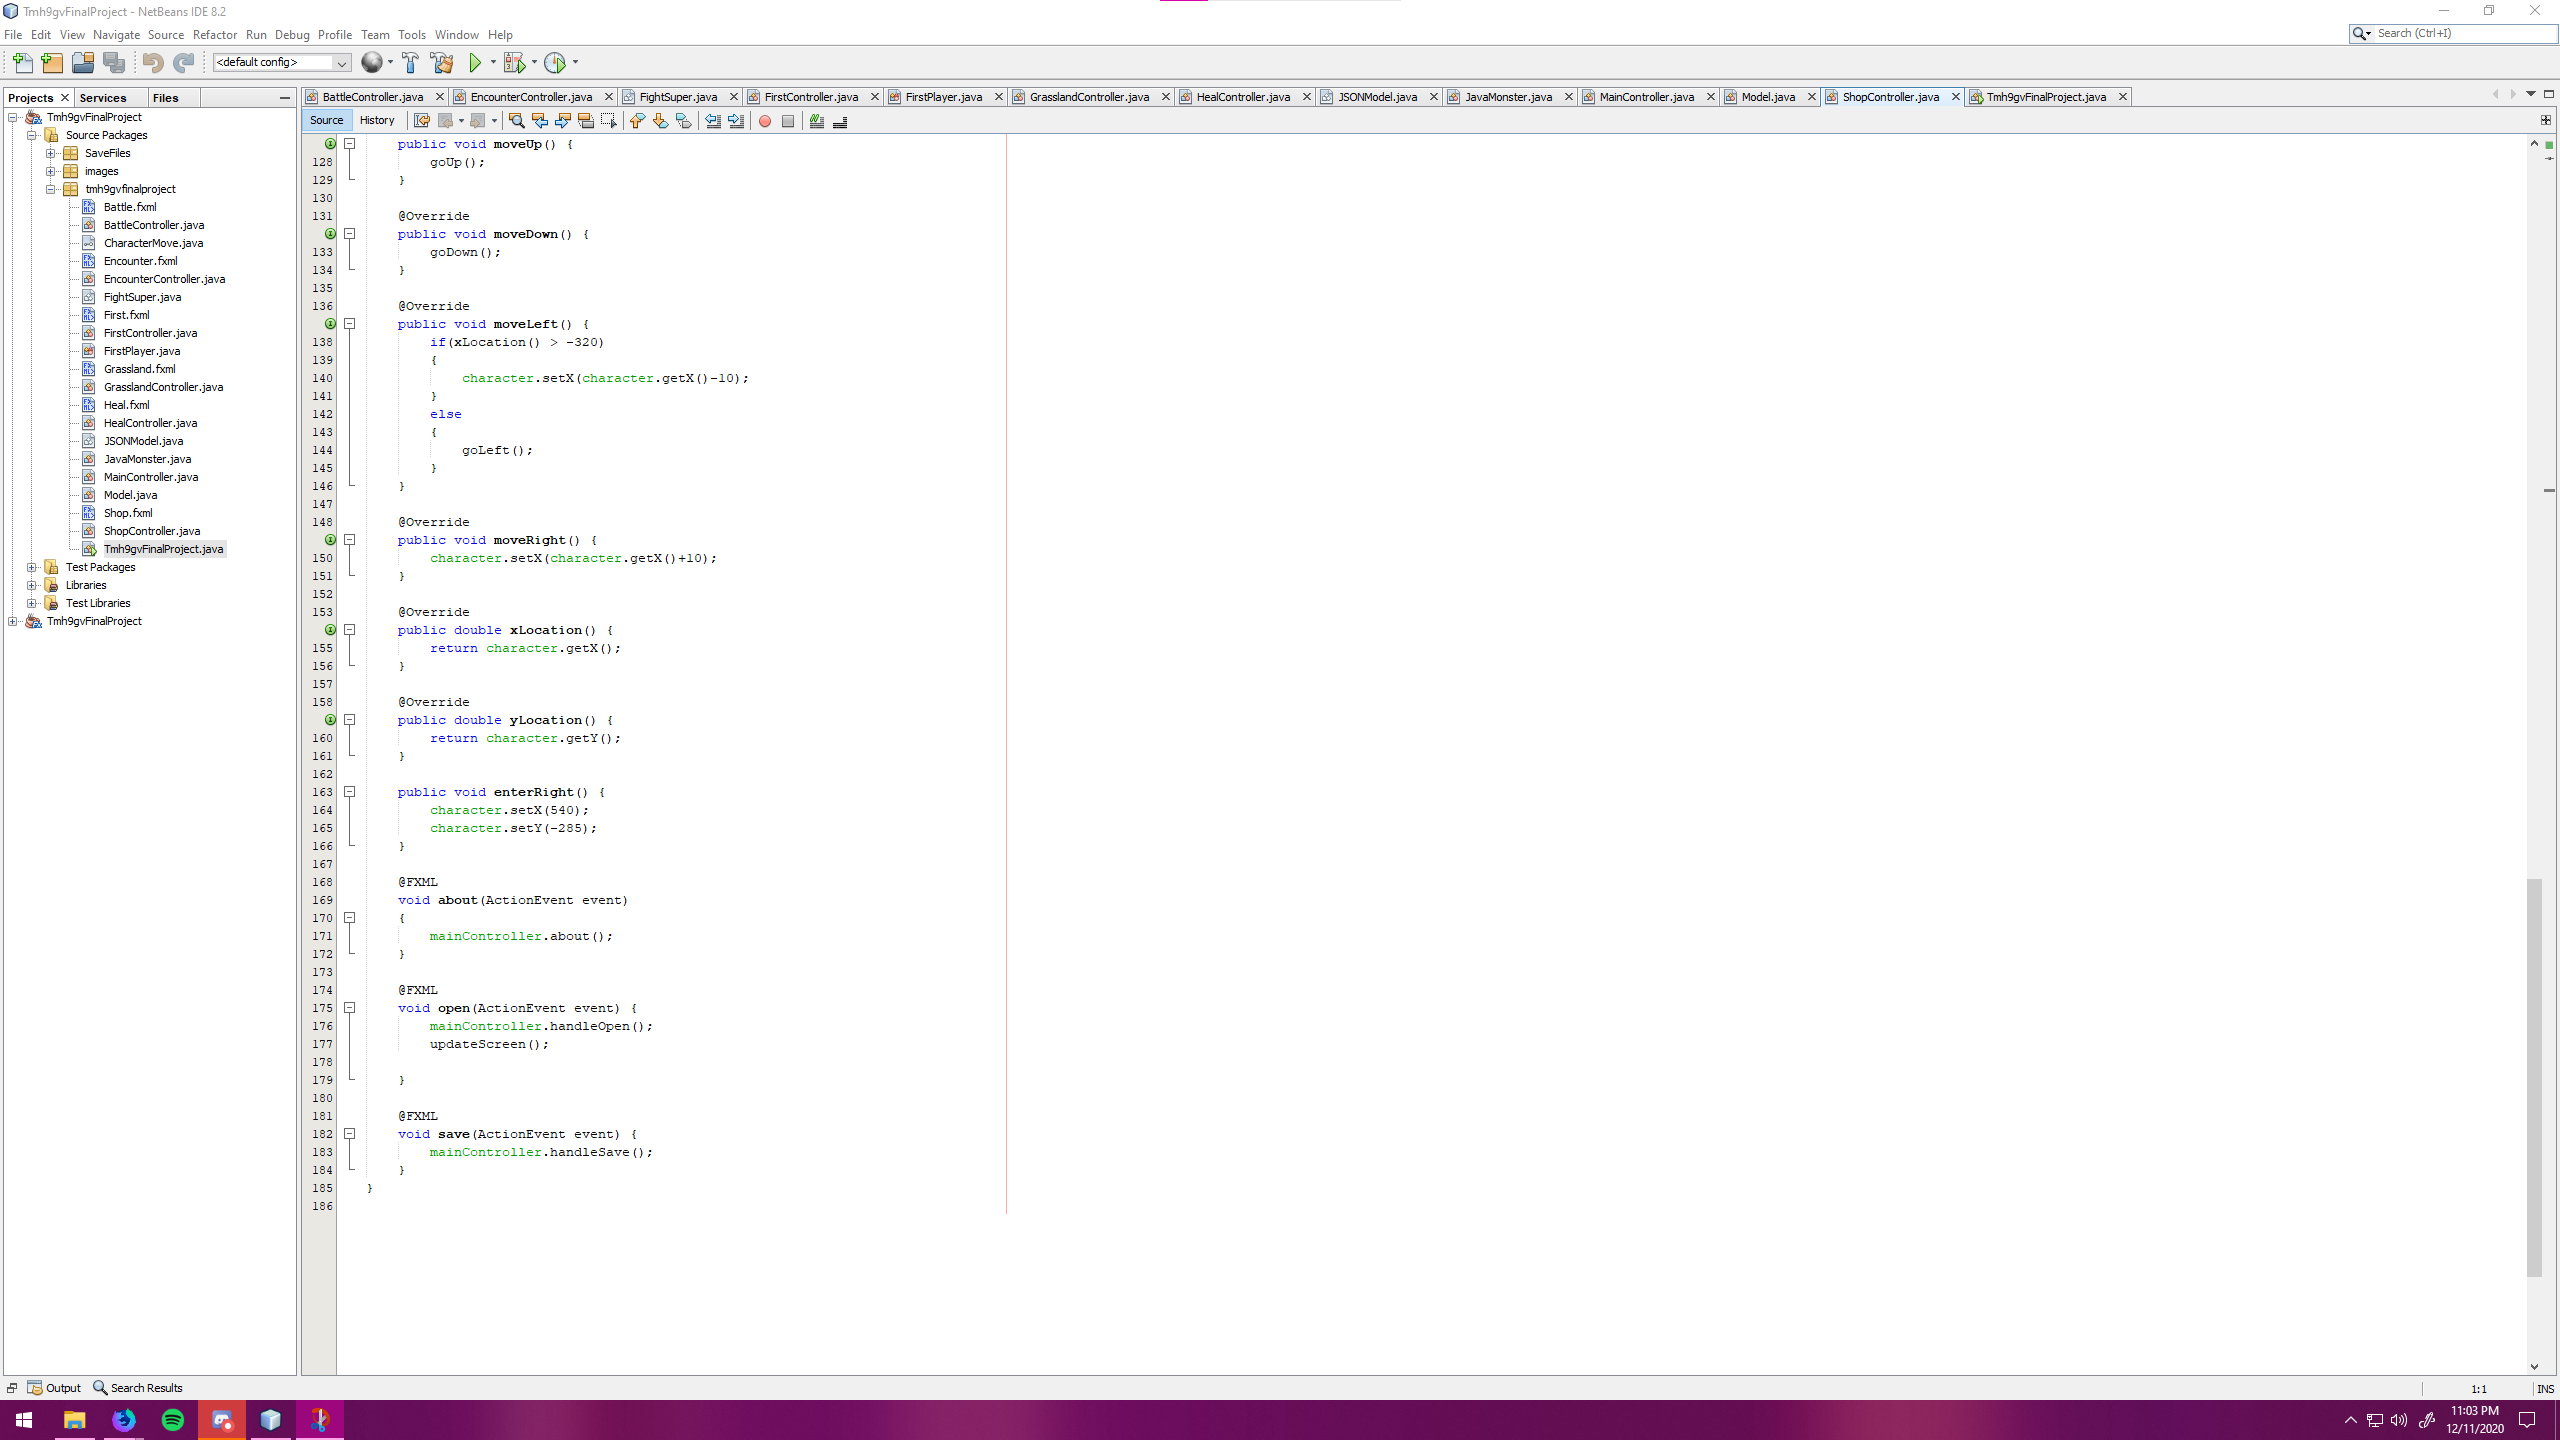 Tmh9gvFinalProject - NetBeans IDE 8.2
File Edit View Navigate Source Refactor Run Debug Profile Team Tools Window Help
Search (Ctrl+I)
<default config>
Projects Services Files
BattleController.java EncounterController.java FightSuper.java FirstController.java FirstPlayer.java GrasslandController.java HealController.java JSONModel.java JavaMonster.java MainController.java Model.java ShopController.java Tmh9gvFinalProject.java
Source History
Tmh9gvFinalProject
Source Packages
SaveFiles
images
tmh9gvfinalproject
Battle.fxml
BattleController.java
CharacterMove.java
Encounter.fxml
EncounterController.java
FightSuper.java
First.fxml
FirstController.java
FirstPlayer.java
Grassland.fxml
GrasslandController.java
Heal.fxml
HealController.java
JSONModel.java
JavaMonster.java
MainController.java
Model.java
Shop.fxml
ShopController.java
Tmh9gvFinalProject.java
Test Packages
Libraries
Test Libraries
Tmh9gvFinalProject
public void moveUp() {
128 goUp();
129 }
130
131 @Override
public void moveDown() {
133 goDown();
134 }
135
136 @Override
public void moveLeft() {
138 if(xLocation() > -320)
139 {
140 character.setX(character.getX()-10);
141 }
142 else
143 {
144 goLeft();
145 }
146 }
147
148 @Override
public void moveRight() {
150 character.setX(character.getX()+10);
151 }
152
153 @Override
public double xLocation() {
155 return character.getX();
156 }
157
158 @Override
public double yLocation() {
160 return character.getY();
161 }
162
163 public void enterRight() {
164 character.setX(540);
165 character.setY(-285);
166 }
167
168 @FXML
169 void about(ActionEvent event)
170 {
171 mainController.about();
172 }
173
174 @FXML
175 void open(ActionEvent event) {
176 mainController.handleOpen();
177 updateScreen();
178
179 }
180
181 @FXML
182 void save(ActionEvent event) {
183 mainController.handleSave();
184 }
185 }
186
Output Search Results
1:1 INS
11:03 PM
12/11/2020